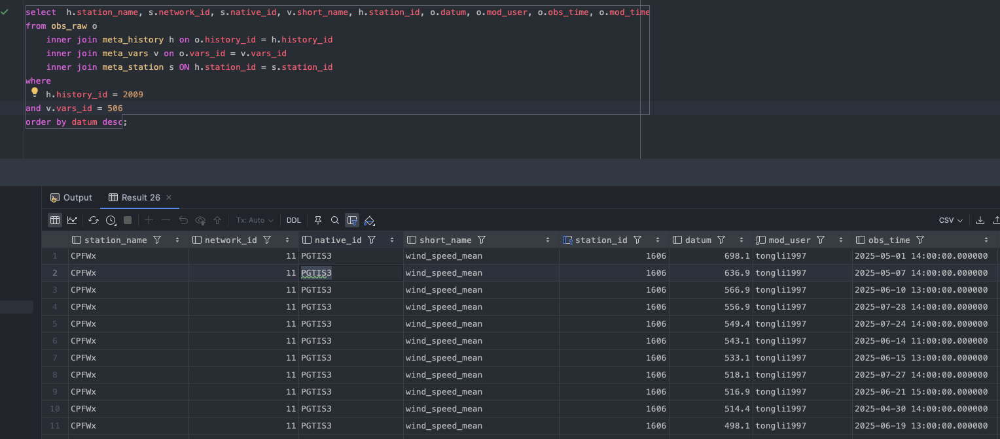 select h.station_name, s.network_id, s.native_id, v.short_name, h.station_id, o.datum, o.mod_user, o.obs_time, o.mod_time
from obs_raw o
inner join meta_history h on o.history_id = h.history_id
inner join meta_vars v on o.vars_id = v.vars_id
inner join meta_station s ON h.station_id = s.station_id
where
h.history_id = 2009
and v.vars_id = 506
order by datum desc;
Output Result 26
Tx: Auto DDL CSV
station_name network_id native_id short_name station_id datum mod_user obs_time
1 CPFWx 11 PGTIS3 wind_speed_mean 1606 698.1 tongli1997 2025-05-01 14:00:00.000000
2 CPFWx 11 PGTIS3 wind_speed_mean 1606 636.9 tongli1997 2025-05-07 14:00:00.000000
3 CPFWx 11 PGTIS3 wind_speed_mean 1606 566.9 tongli1997 2025-06-10 13:00:00.000000
4 CPFWx 11 PGTIS3 wind_speed_mean 1606 556.9 tongli1997 2025-07-28 14:00:00.000000
5 CPFWx 11 PGTIS3 wind_speed_mean 1606 549.4 tongli1997 2025-07-24 14:00:00.000000
6 CPFWx 11 PGTIS3 wind_speed_mean 1606 543.1 tongli1997 2025-06-14 11:00:00.000000
7 CPFWx 11 PGTIS3 wind_speed_mean 1606 533.1 tongli1997 2025-06-15 13:00:00.000000
8 CPFWx 11 PGTIS3 wind_speed_mean 1606 518.1 tongli1997 2025-07-27 14:00:00.000000
9 CPFWx 11 PGTIS3 wind_speed_mean 1606 516.9 tongli1997 2025-06-21 15:00:00.000000
10 CPFWx 11 PGTIS3 wind_speed_mean 1606 514.4 tongli1997 2025-04-30 14:00:00.000000
11 CPFWx 11 PGTIS3 wind_speed_mean 1606 498.1 tongli1997 2025-06-19 13:00:00.000000